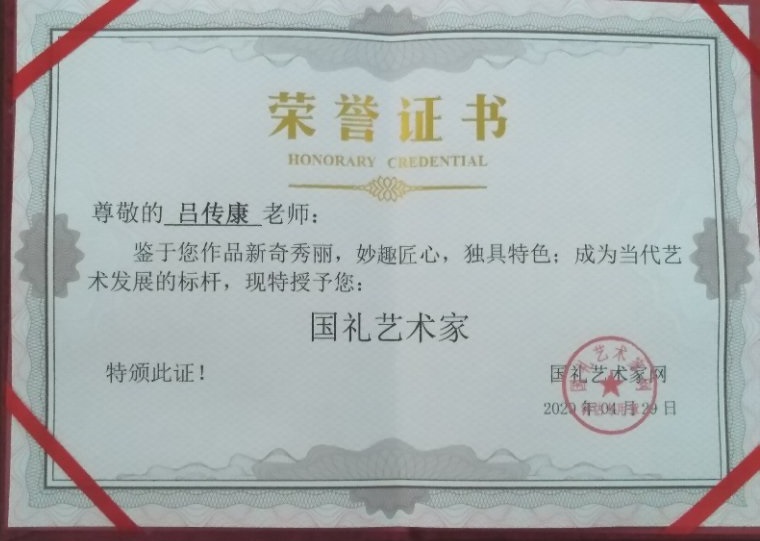 荣誉证书
HONORARY CREDENTIAL
尊敬的 吕传康 老师:
鉴于您作品新奇秀丽，妙趣匠心，独具特色；成为当代艺
术发展的标杆，现特授予您:
国礼艺术家
特颁此证！
国礼艺术家网
2020年04月29日